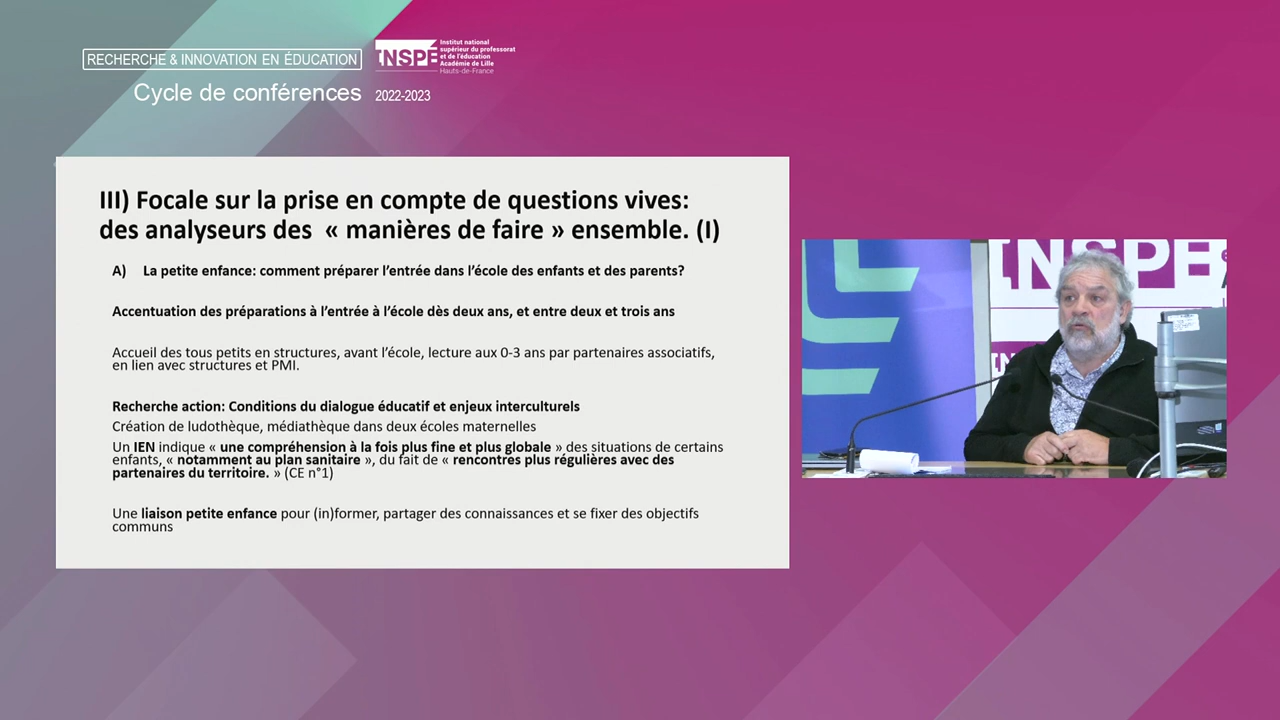 RECHERCHE & INNOVATION EN ÉDUCATION
Cycle de conférences 2022-2023
INSPÉ
Institut national
supérieur du professorat
et de l'éducation
Académie de Lille
Hauts-de-France
III) Focale sur la prise en compte de questions vives:
des analyseurs des « manières de faire » ensemble. (I)
A) La petite enfance: comment préparer l'entrée dans l'école des enfants et des parents?
Accentuation des préparations à l'entrée à l'école dès deux ans, et entre deux et trois ans
Accueil des tous petits en structures, avant l'école, lecture aux 0-3 ans par partenaires associatifs,
en lien avec structures et PMI.
Recherche action: Conditions du dialogue éducatif et enjeux interculturels
Création de ludothèque, médiathèque dans deux écoles maternelles
Un IEN indique « une compréhension à la fois plus fine et plus globale » des situations de certains
enfants, « notamment au plan sanitaire », du fait de « rencontres plus régulières avec des
partenaires du territoire. » (CE n°1)
Une liaison petite enfance pour (in)former, partager des connaissances et se fixer des objectifs
communs
INSPÉ